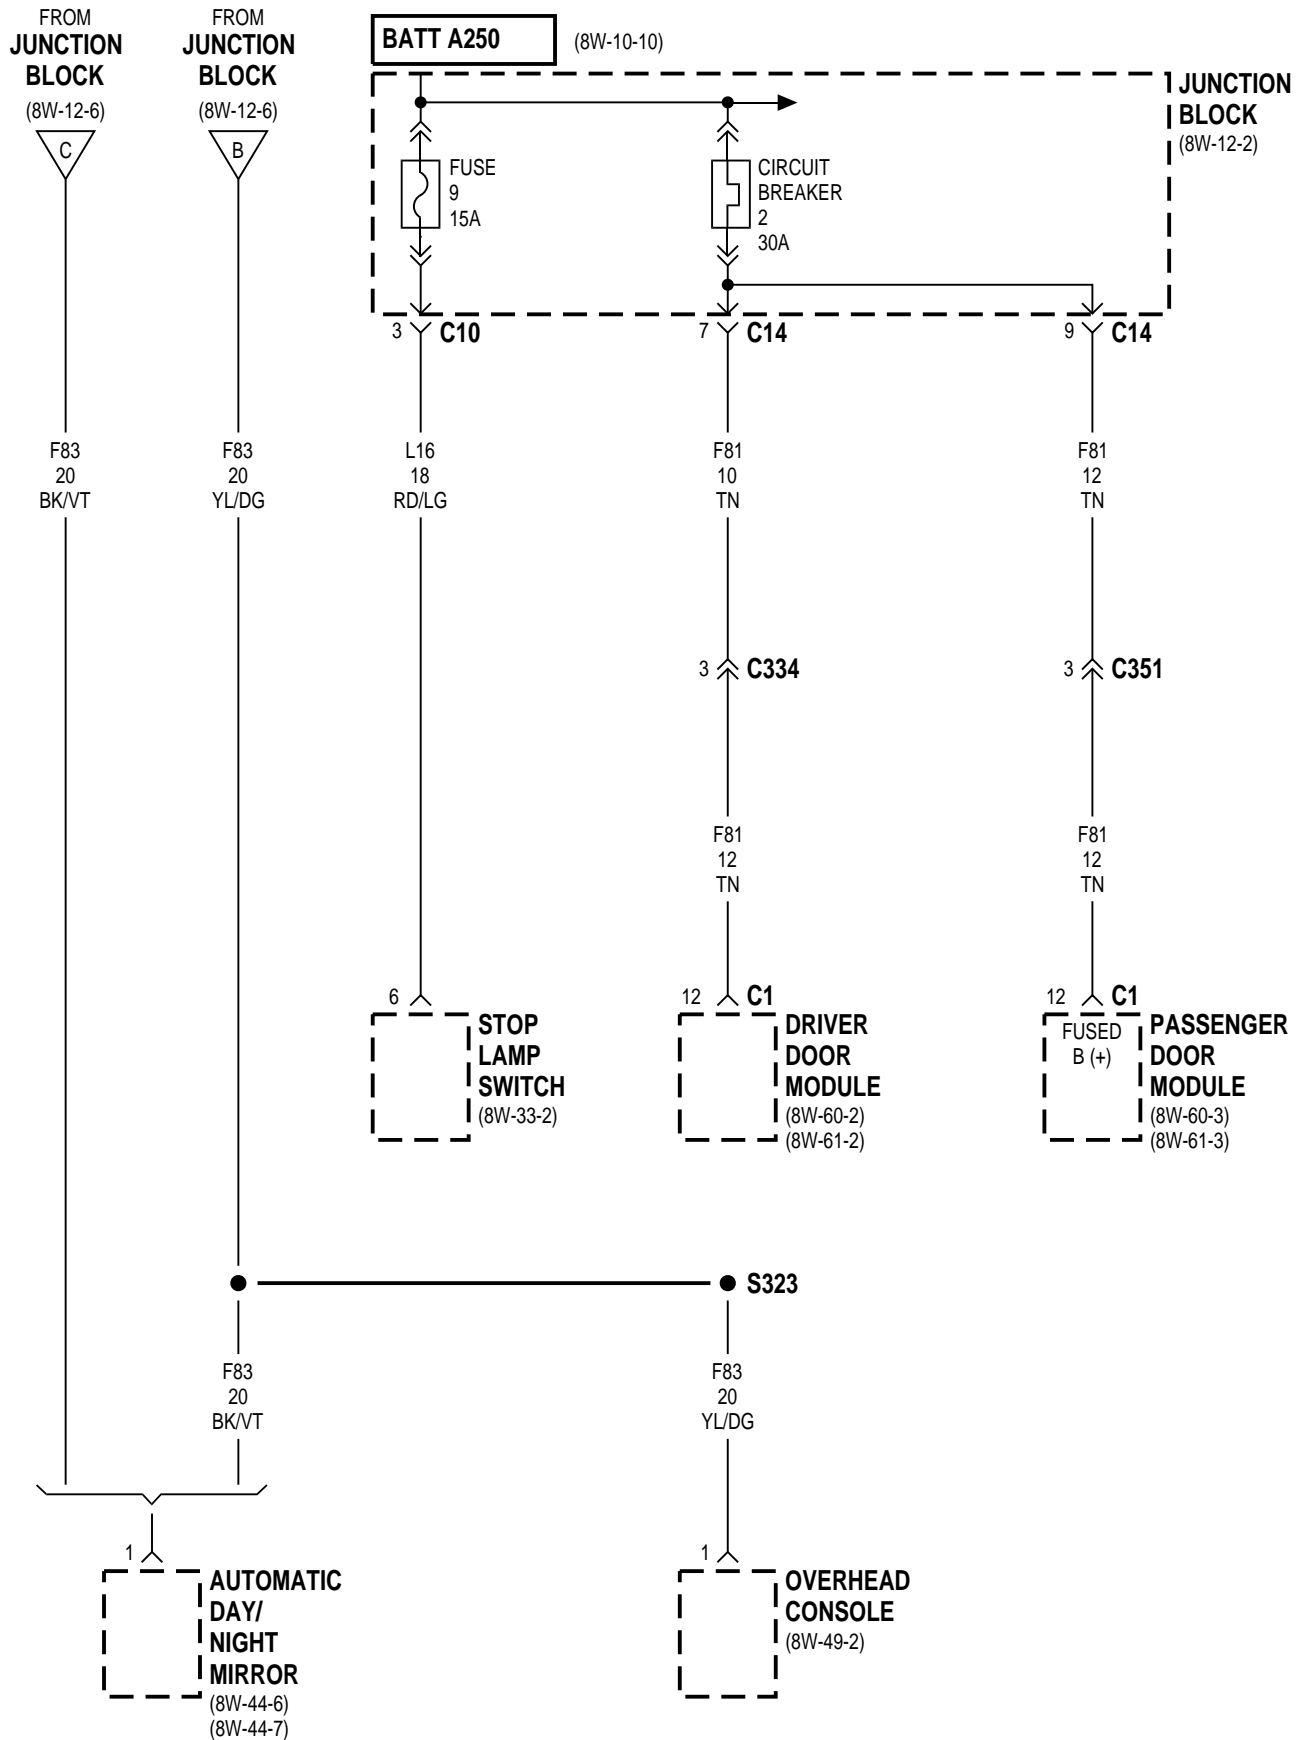 FROM
JUNCTION
BLOCK
(8W-12-6)
C
FROM
JUNCTION
BLOCK
(8W-12-6)
B
BATT A250
(8W-10-10)
JUNCTION
BLOCK
(8W-12-2)
FUSE
9
15A
CIRCUIT
BREAKER
2
30A
3
C10
7
C14
9
C14
F83
20
BK/VT
F83
20
YL/DG
L16
18
RD/LG
F81
10
TN
F81
12
TN
3
C334
3
C351
F81
12
TN
F81
12
TN
6
STOP
LAMP
SWITCH
(8W-33-2)
12
C1
DRIVER
DOOR
MODULE
(8W-60-2)
(8W-61-2)
12
C1
FUSED
B (+)
PASSENGER
DOOR
MODULE
(8W-60-3)
(8W-61-3)
S323
F83
20
BK/VT
F83
20
YL/DG
1
AUTOMATIC
DAY/
NIGHT
MIRROR
(8W-44-6)
(8W-44-7)
1
OVERHEAD
CONSOLE
(8W-49-2)